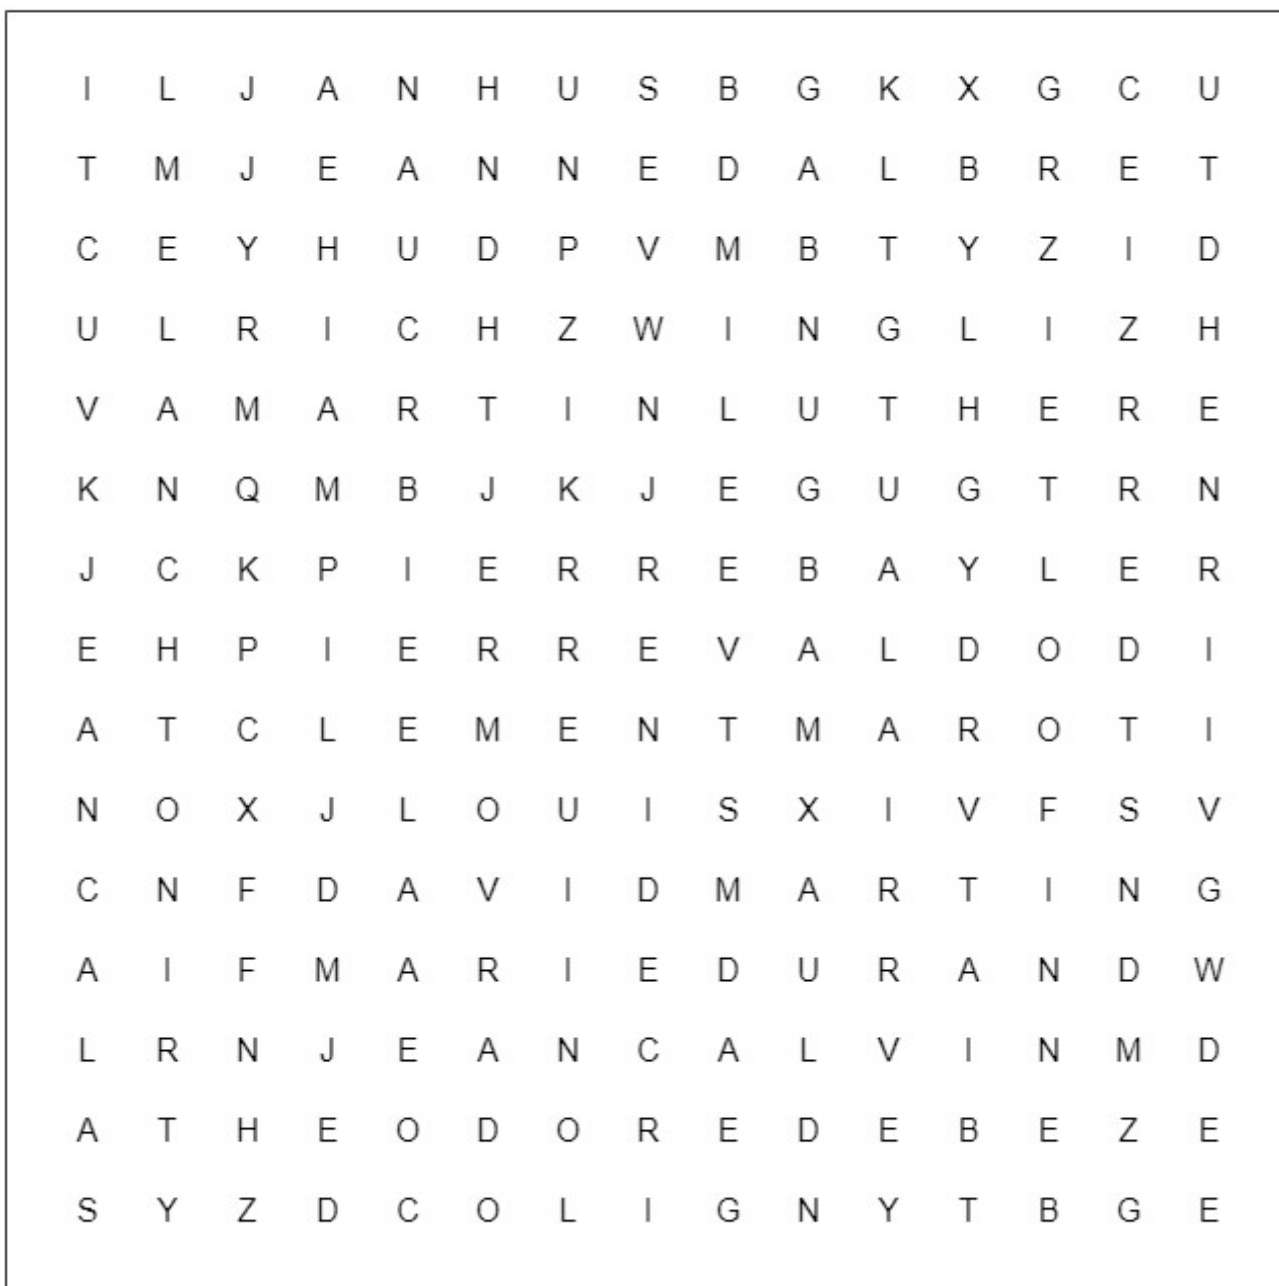 I L J A N H U S B G K X G C U
T M J E A N N E D A L B R E T
C E Y H U D P V M B T Y Z I D
U L R I C H Z W I N G L I Z H
V A M A R T I N L U T H E R E
K N Q M B J K J E G U G T R N
J C K P I E R R E B A Y L E R
E H P I E R R E V A L D O D I
A T C L E M E N T M A R O T I
N O X J L O U I S X I V F S V
C N F D A V I D M A R T I N G
A I F M A R I E D U R A N D W
L R N J E A N C A L V I N M D
A T H E O D O R E D E B E Z E
S Y Z D C O L I G N Y T B G E